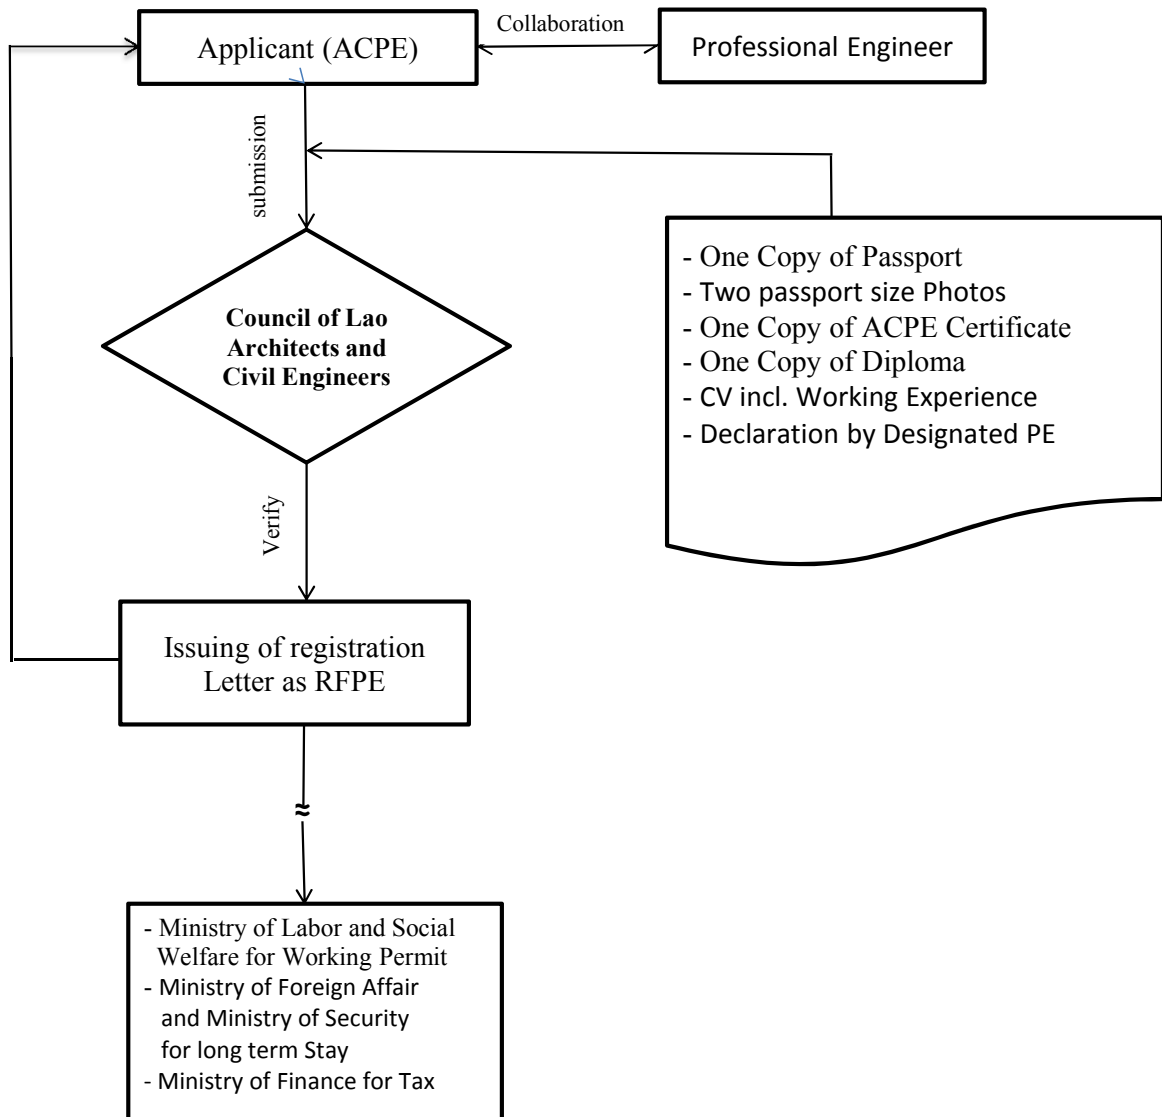 Applicant (ACPE)
Collaboration
Professional Engineer
submission
- One Copy of Passport
- Two passport size Photos
- One Copy of ACPE Certificate
- One Copy of Diploma
- CV incl. Working Experience
- Declaration by Designated PE
Council of Lao
Architects and
Civil Engineers
Verify
Issuing of registration
Letter as RFPE
≈
- Ministry of Labor and Social
Welfare for Working Permit
- Ministry of Foreign Affair
and Ministry of Security
for long term Stay
- Ministry of Finance for Tax